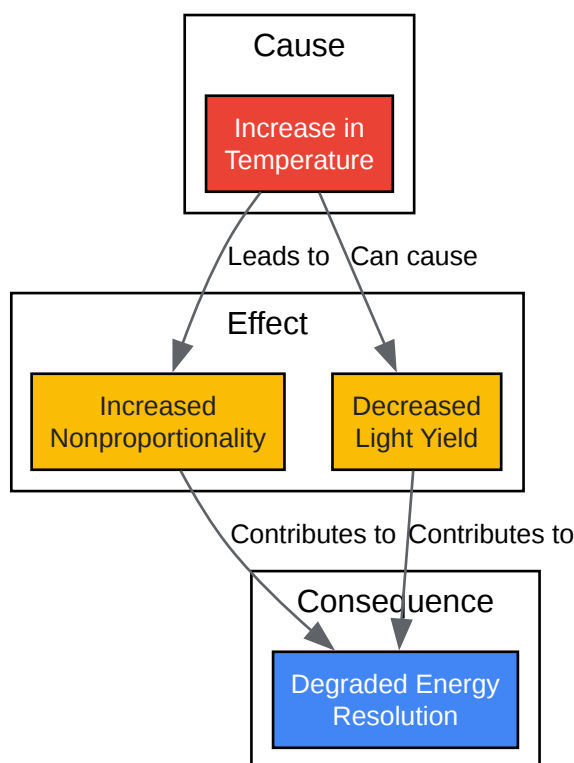 Cause
Increase in
Temperature
Leads to
Can cause
Effect
Increased
Nonproportionality
Decreased
Light Yield
Contributes to
Contributes to
Consequence
Degraded Energy
Resolution